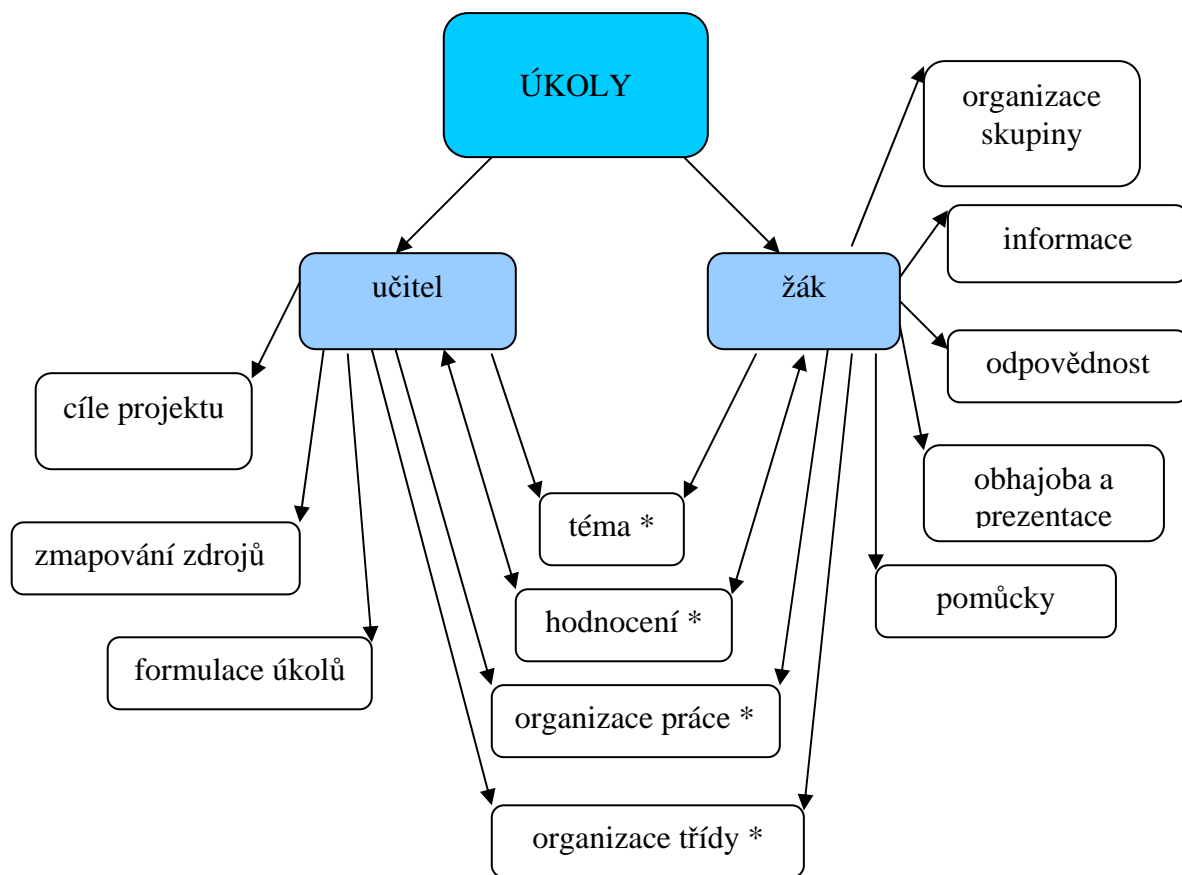 ÚKOLY
organizace
skupiny
informace
učitel
žák
odpovědnost
cíle projektu
obhajoba a
prezentace
téma *
zmapování zdrojů
pomůcky
hodnocení *
formulace úkolů
organizace práce *
organizace třídy *